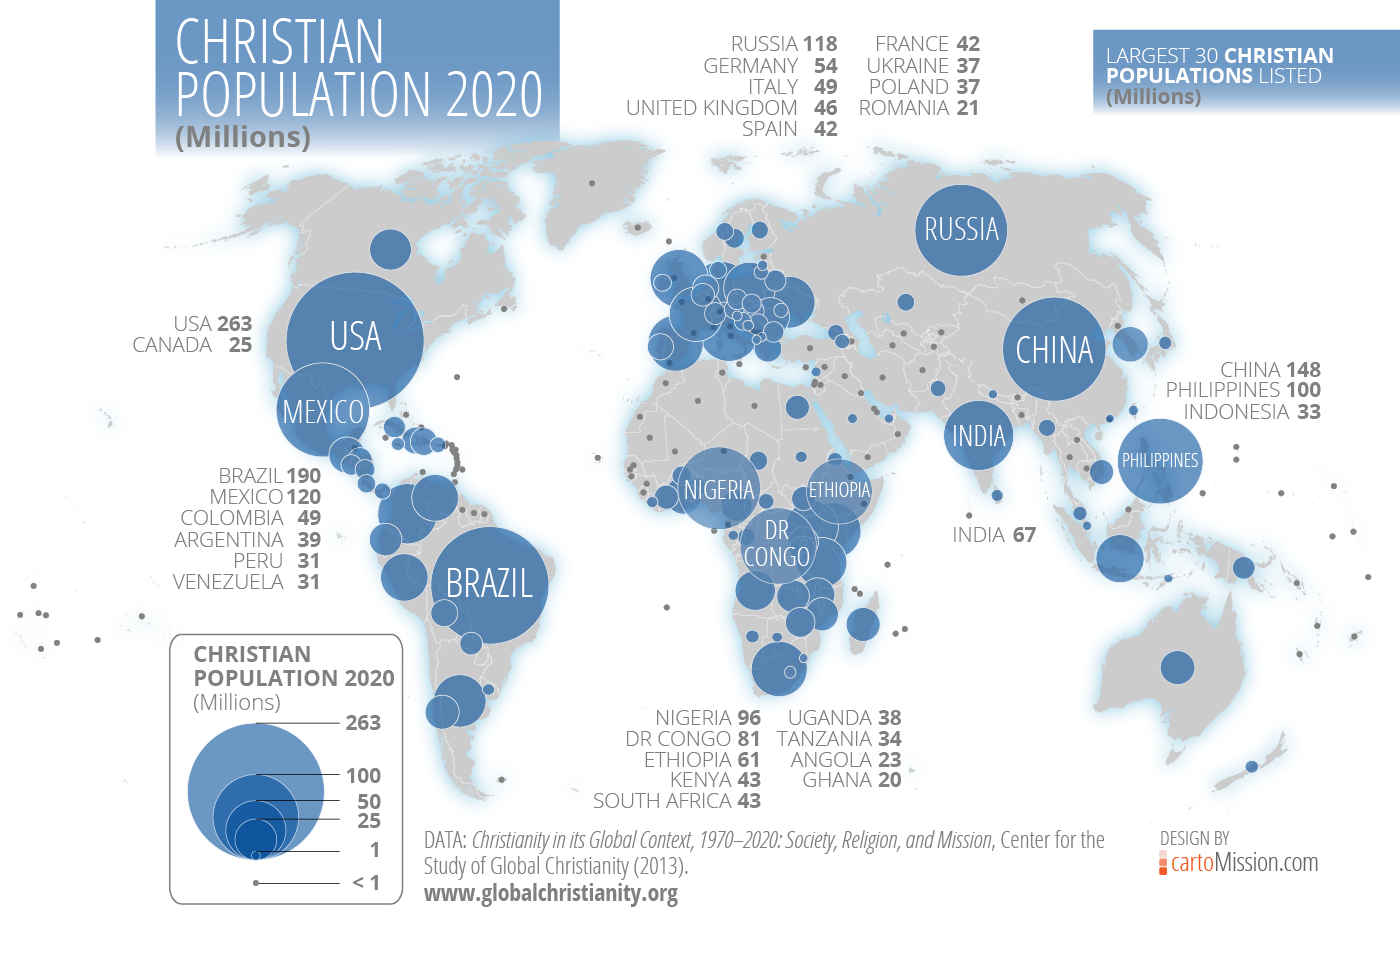 CHRISTIAN
POPULATION 2020
(Millions)
RUSSIA 118
GERMANY 54
ITALY 49
UNITED KINGDOM 46
SPAIN 42
FRANCE 42
UKRAINE 37
POLAND 37
ROMANIA 21
LARGEST 30 CHRISTIAN
POPULATIONS LISTED
(Millions)
USA 263
CANADA 25
USA
MEXICO
RUSSIA
CHINA
INDIA
PHILIPPINES
CHINA 148
PHILIPPINES 100
INDONESIA 33
BRAZIL 190
MEXICO 120
COLOMBIA 49
ARGENTINA 39
PERU 31
VENEZUELA 31
BRAZIL
NIGERIA
ETHIOPIA
DR
CONGO
INDIA 67
CHRISTIAN
POPULATION 2020
(Millions)
263
100
50
25
1
< 1
NIGERIA 96
DR CONGO 81
ETHIOPIA 61
KENYA 43
SOUTH AFRICA 43
UGANDA 38
TANZANIA 34
ANGOLA 23
GHANA 20
DATA: Christianity in its Global Context, 1970–2020: Society, Religion, and Mission, Center for the
Study of Global Christianity (2013).
www.globalchristianity.org
DESIGN BY
cartoMission.com